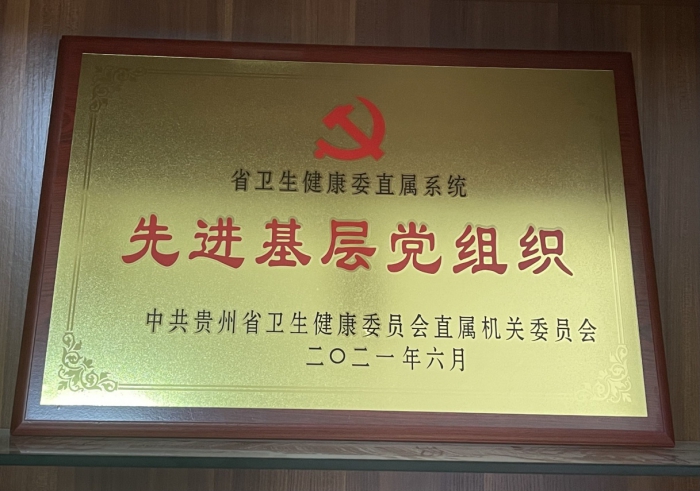 省卫生健康委直属系统
先进基层党组织
中共贵州省卫生健康委员会直属机关委员会
二〇二一年六月